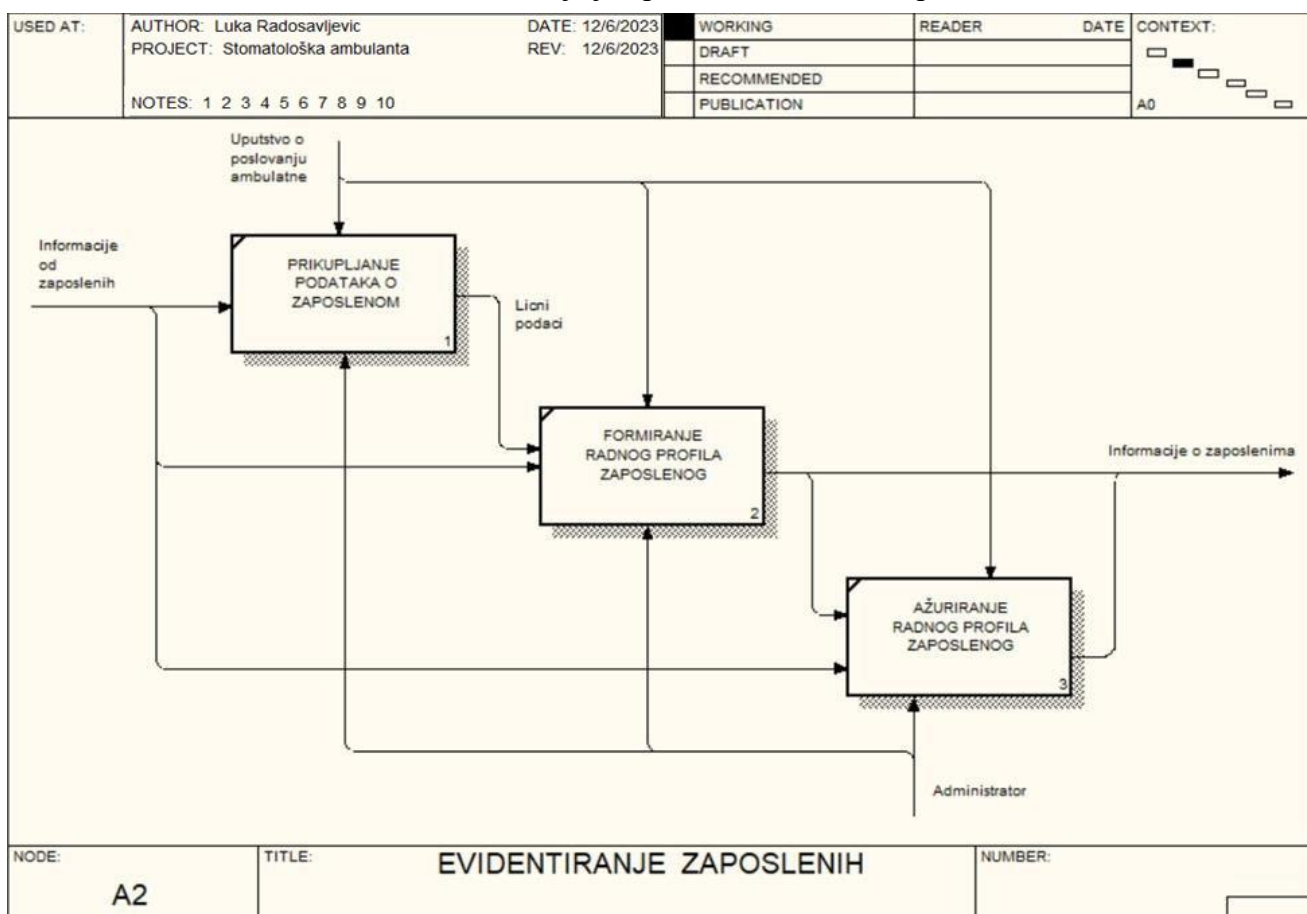 USED AT:
AUTHOR: Luka Radosavljevic
DATE: 12/6/2023
PROJECT: Stomatološka ambulanta
REV: 12/6/2023
NOTES: 1 2 3 4 5 6 7 8 9 10
WORKING
DRAFT
RECOMMENDED
PUBLICATION
READER
DATE
CONTEXT:
A0
Uputstvo o
poslovanju
ambulatne
Informacije
od
zaposlenih
PRIKUPLJANJE
PODATAKA O
ZAPOSLENOM
1
Licni
podaci
FORMIRANJE
RADNOG PROFILA
ZAPOSLENOG
2
Informacije o zaposlenima
AŽURIRANJE
RADNOG PROFILA
ZAPOSLENOG
3
Administrator
NODE:
A2
TITLE:
EVIDENTIRANJE ZAPOSLENIH
NUMBER: